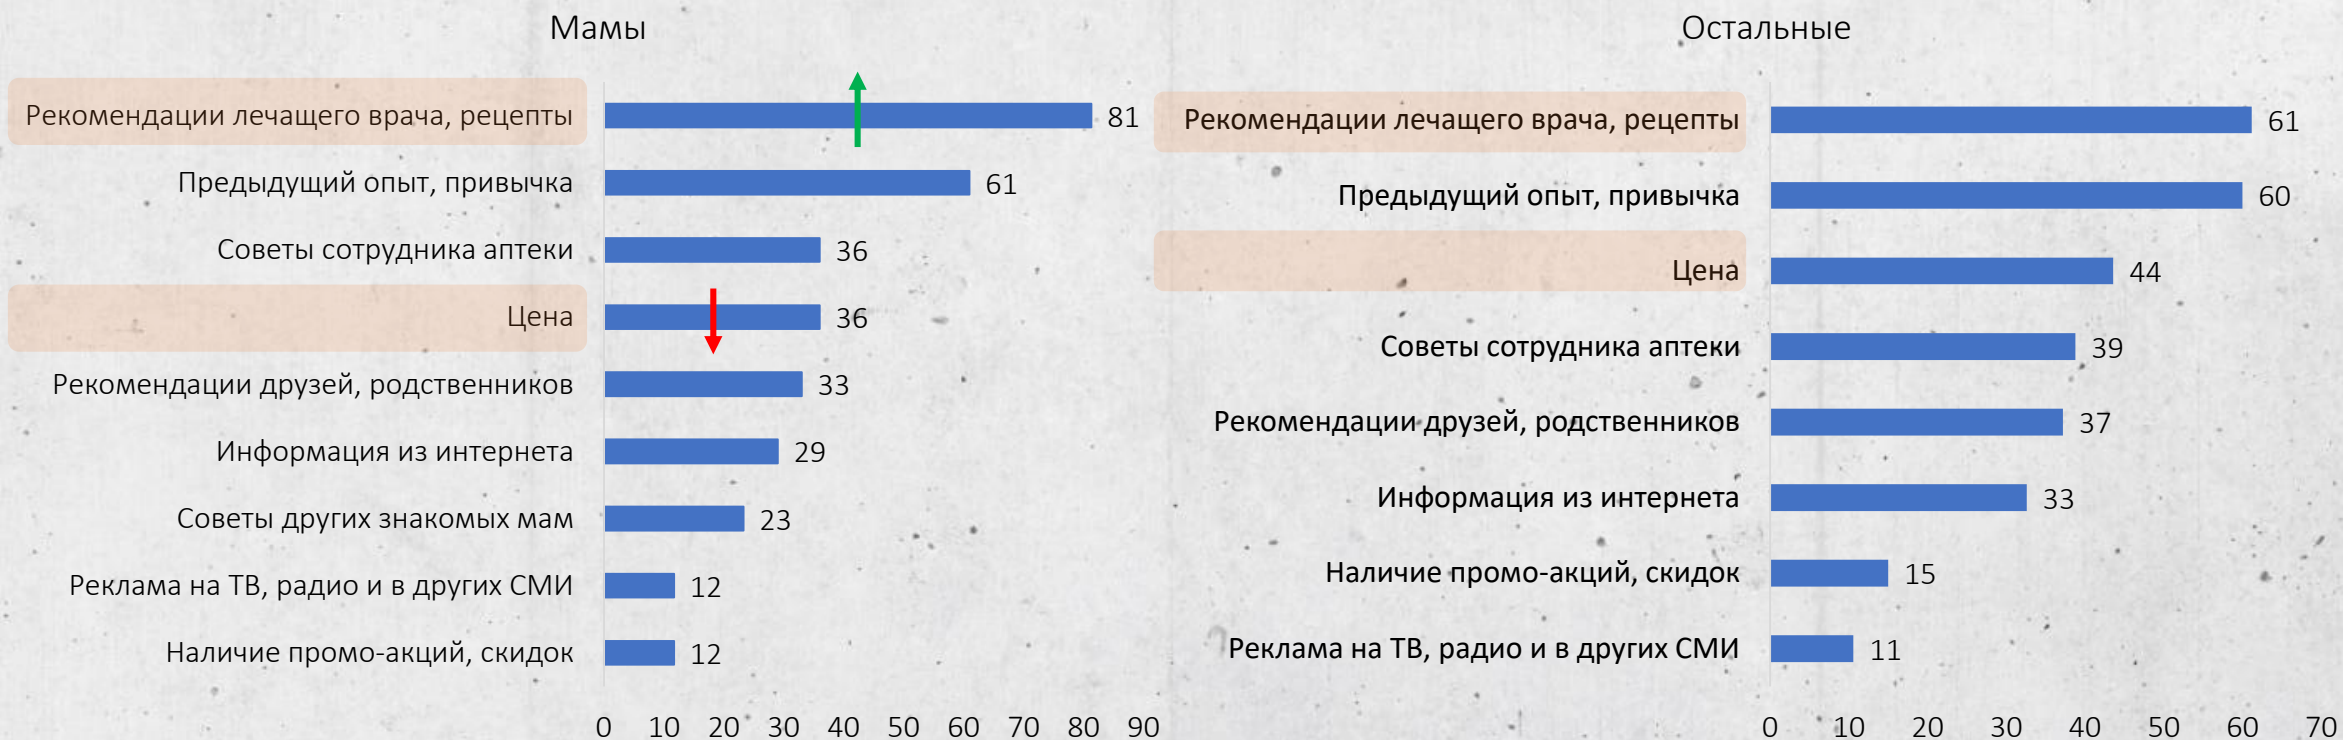 Мамы
Рекомендации лечащего врача, рецепты 81
Предыдущий опыт, привычка 61
Советы сотрудника аптеки 36
Цена 36
Рекомендации друзей, родственников 33
Информация из интернета 29
Советы других знакомых мам 23
Реклама на ТВ, радио и в других СМИ 12
Наличие промо-акций, скидок 12
0 10 20 30 40 50 60 70 80 90
Остальные
Рекомендации лечащего врача, рецепты 61
Предыдущий опыт, привычка 60
Цена 44
Советы сотрудника аптеки 39
Рекомендации друзей, родственников 37
Информация из интернета 33
Наличие промо-акций, скидок 15
Реклама на ТВ, радио и в других СМИ 11
0 10 20 30 40 50 60 70